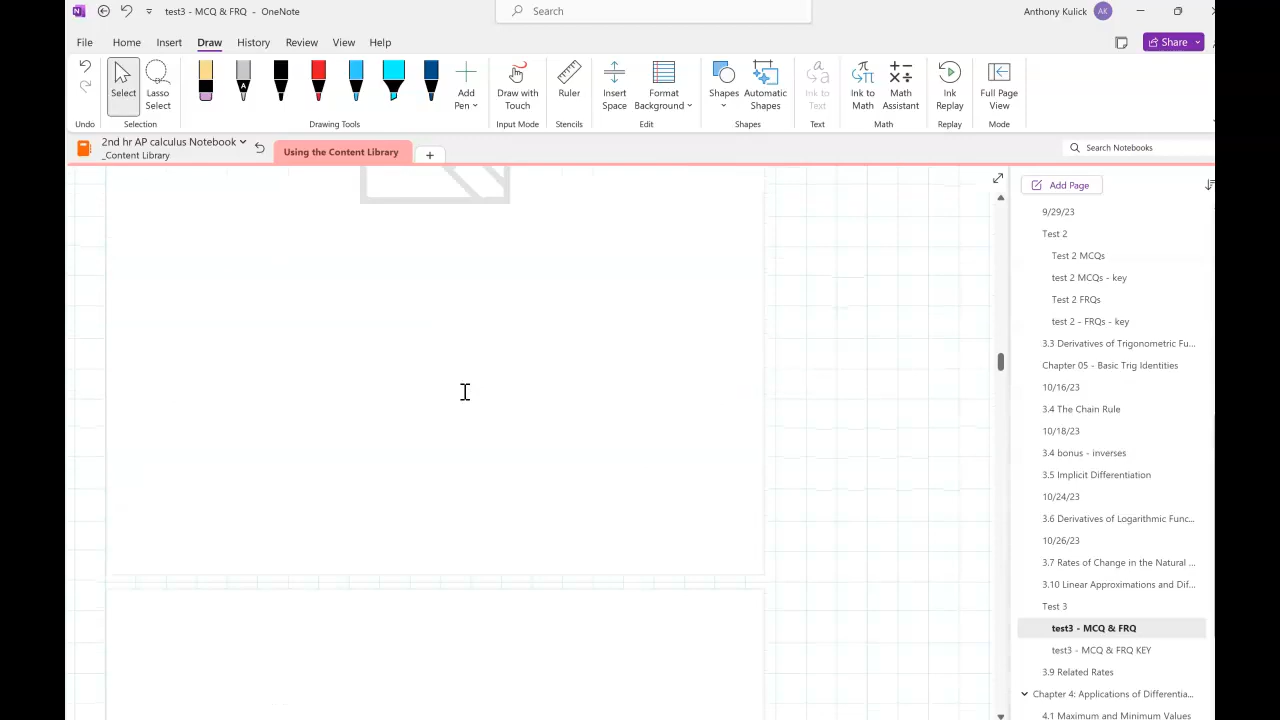 test3 - MCQ & FRQ - OneNote
Search
Anthony Kulick
AK
File
Home
Insert
Draw
History
Review
View
Help
Share
Undo
Select
Lasso
Select
Selection
A
Drawing Tools
Add
Pen
Draw with
Touch
Input Mode
Ruler
Stencils
Insert
Space
Format
Background
Edit
Shapes
Automatic
Shapes
Shapes
Ink to
Text
Text
Ink to
Math
Math
Assistant
Math
Ink
Replay
Replay
Full Page
View
Mode
2nd hr AP calculus Notebook
_Content Library
Using the Content Library
+
Search Notebooks
Add Page
9/29/23
Test 2
Test 2 MCQs
test 2 MCQs - key
Test 2 FRQs
test 2 - FRQs - key
3.3 Derivatives of Trigonometric Fu...
Chapter 05 - Basic Trig Identities
10/16/23
3.4 The Chain Rule
10/18/23
3.4 bonus - inverses
3.5 Implicit Differentiation
10/24/23
3.6 Derivatives of Logarithmic Func...
10/26/23
3.7 Rates of Change in the Natural ...
3.10 Linear Approximations and Dif...
Test 3
test3 - MCQ & FRQ
test3 - MCQ & FRQ KEY
3.9 Related Rates
Chapter 4: Applications of Differentia...
4.1 Maximum and Minimum Values